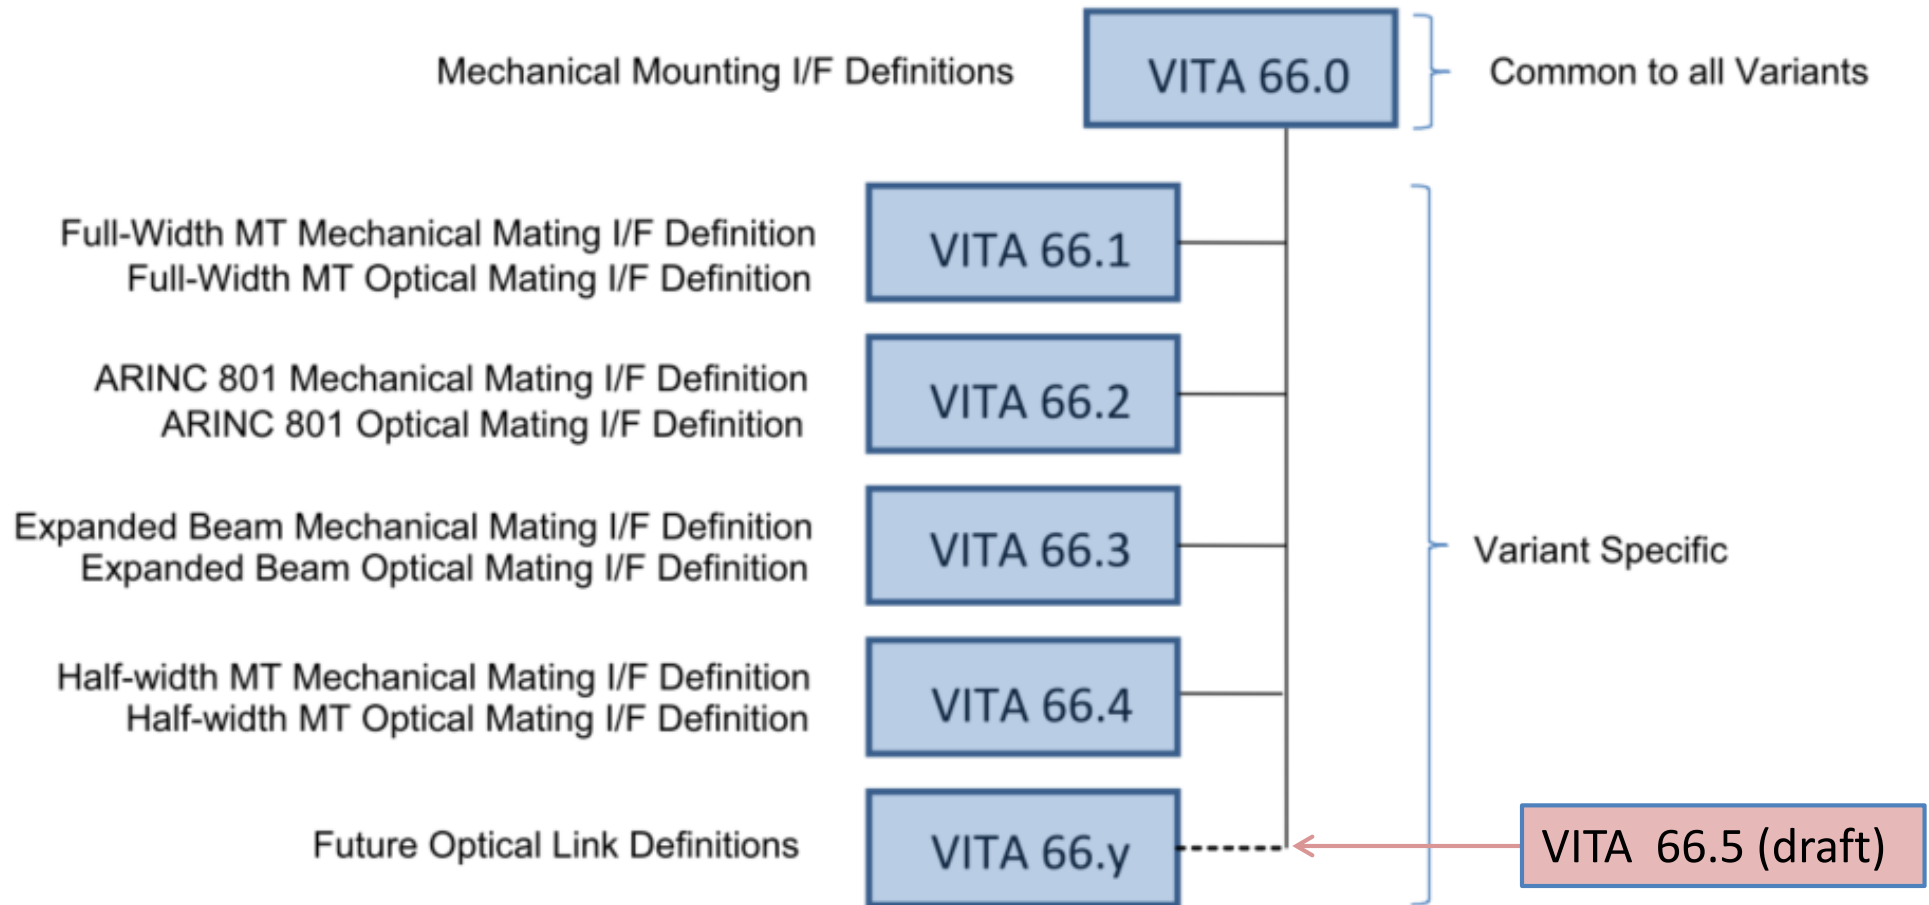 Mechanical Mounting I/F Definitions
VITA 66.0
Common to all Variants
Full-Width MT Mechanical Mating I/F Definition
Full-Width MT Optical Mating I/F Definition
VITA 66.1
ARINC 801 Mechanical Mating I/F Definition
ARINC 801 Optical Mating I/F Definition
VITA 66.2
Expanded Beam Mechanical Mating I/F Definition
Expanded Beam Optical Mating I/F Definition
VITA 66.3
Variant Specific
Half-width MT Mechanical Mating I/F Definition
Half-width MT Optical Mating I/F Definition
VITA 66.4
Future Optical Link Definitions
VITA 66.y
VITA 66.5 (draft)